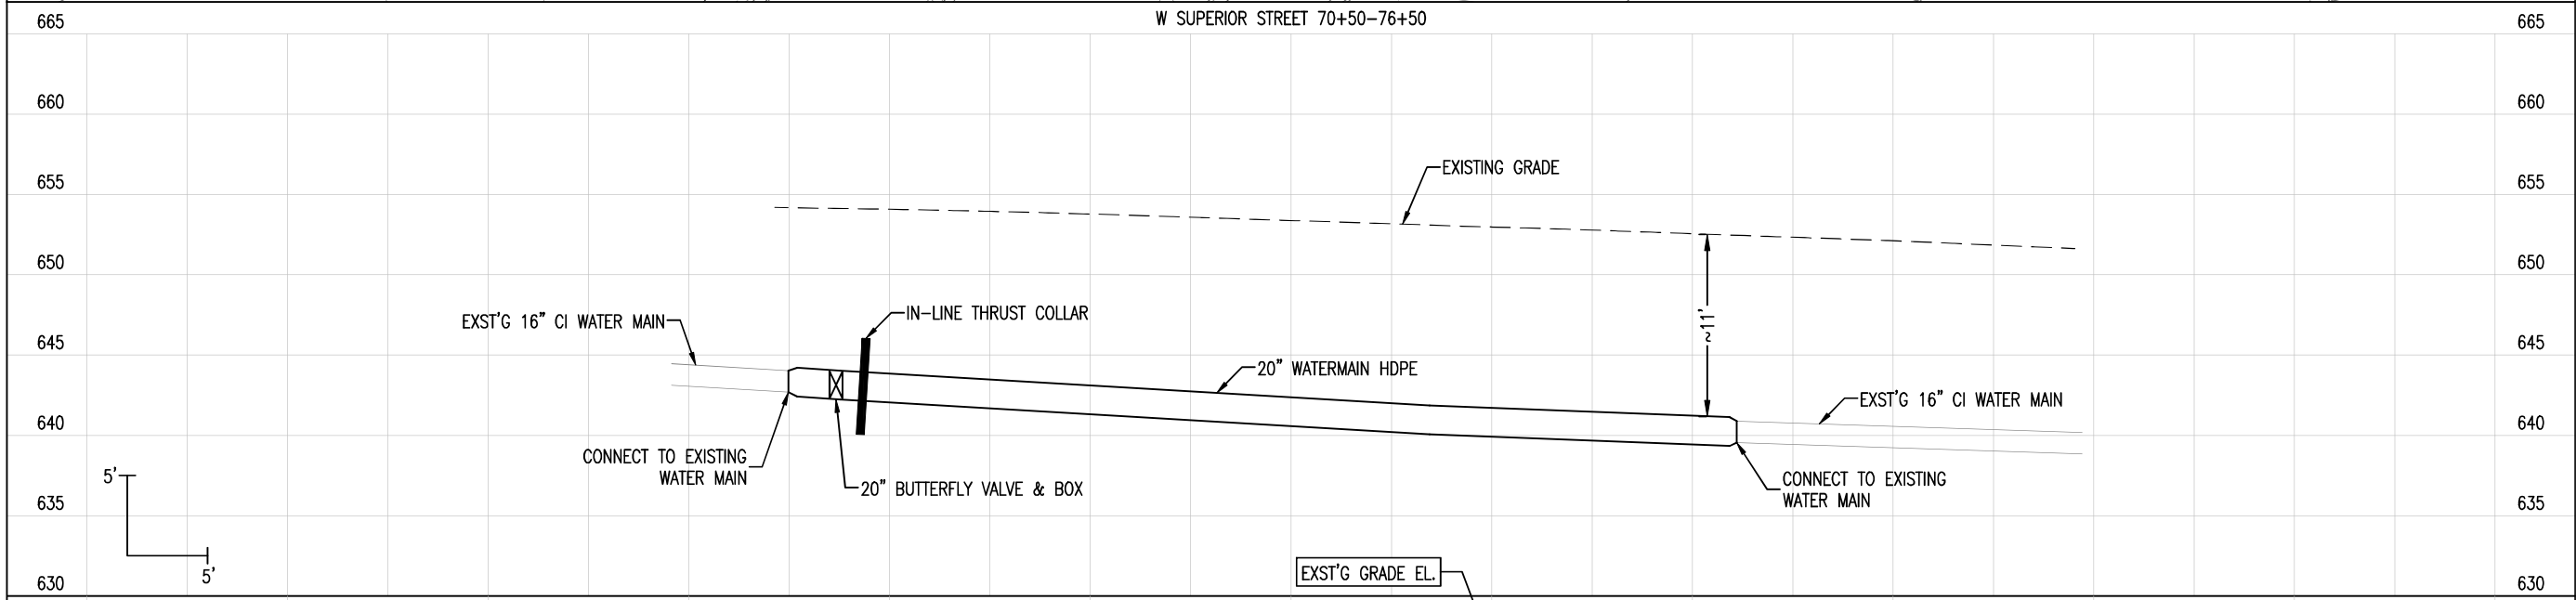 W SUPERIOR STREET 70+50-76+50
665 665
660 660
655 655
EXISTING GRADE
650 650
EXST'G 16" CI WATER MAIN
IN-LINE THRUST COLLAR
~11'
645 645
20" WATERMAIN HDPE
EXST'G 16" CI WATER MAIN
640 640
CONNECT TO EXISTING
WATER MAIN
20" BUTTERFLY VALVE & BOX
CONNECT TO EXISTING
WATER MAIN
5'
635 635
5'
EXST'G GRADE EL.
630 630